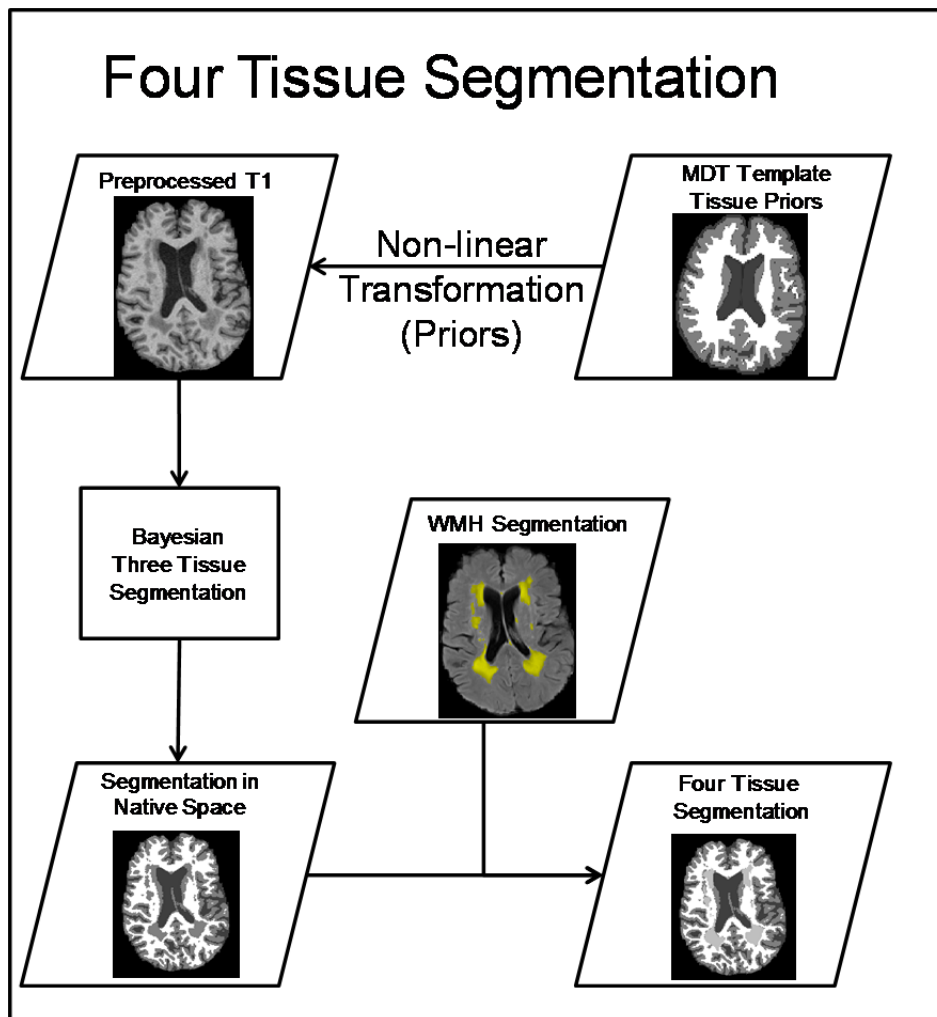 Four Tissue Segmentation
Preprocessed T1
MDT Template
Tissue Priors
Non-linear
Transformation
(Priors)
Bayesian
Three Tissue
Segmentation
WMH Segmentation
Segmentation in
Native Space
Four Tissue
Segmentation